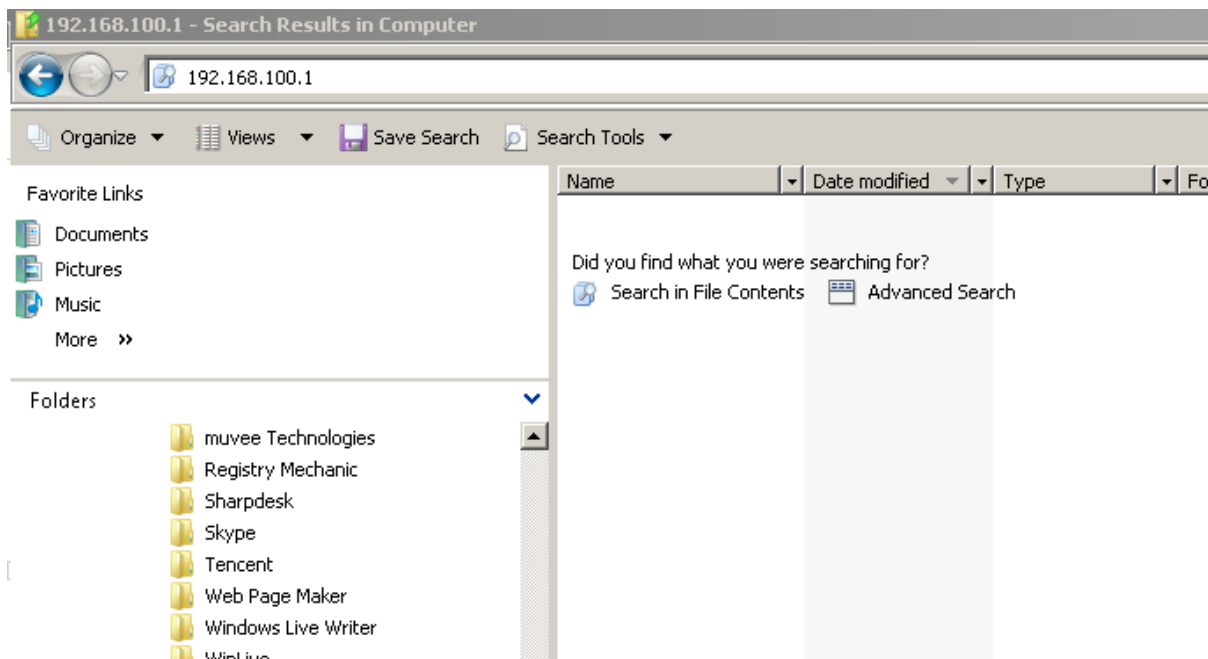 192.168.100.1 - Search Results in Computer
192.168.100.1
Organize Views Save Search Search Tools
Favorite Links
Documents
Pictures
Music
More »
Folders
muvee Technologies
Registry Mechanic
Sharpdesk
Skype
Tencent
Web Page Maker
Windows Live Writer
Name Date modified Type Fo
Did you find what you were searching for?
Search in File Contents Advanced Search